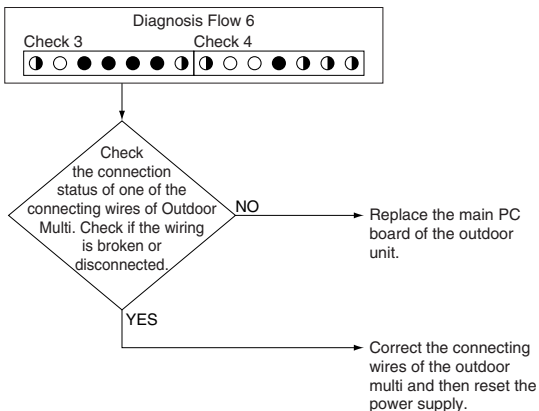 Diagnosis Flow 6
Check 3
Check 4
Check
the connection
status of one of the
connecting wires of Outdoor
Multi. Check if the wiring
is broken or
disconnected.
NO
Replace the main PC
board of the outdoor
unit.
YES
Correct the connecting
wires of the outdoor
multi and then reset the
power supply.